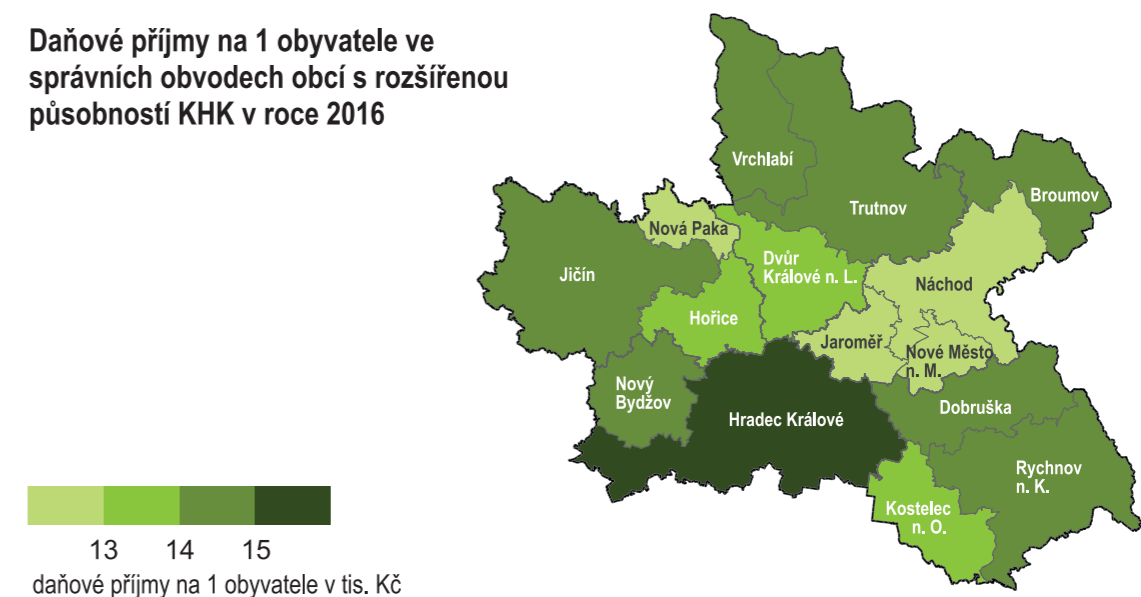 Daňové příjmy na 1 obyvatele ve
správních obvodech obcí s rozšířenou
působností KHK v roce 2016
Vrchlabí
Trutnov
Broumov
Nová Paka
Jičín
Dvůr
Králové n. L.
Náchod
Hořice
Jaroměř
Nové Město
n. M.
Nový
Bydžov
Hradec Králové
Dobruška
Rychnov
n. K.
Kostelec
n. O.
13 14 15
daňové příjmy na 1 obyvatele v tis. Kč